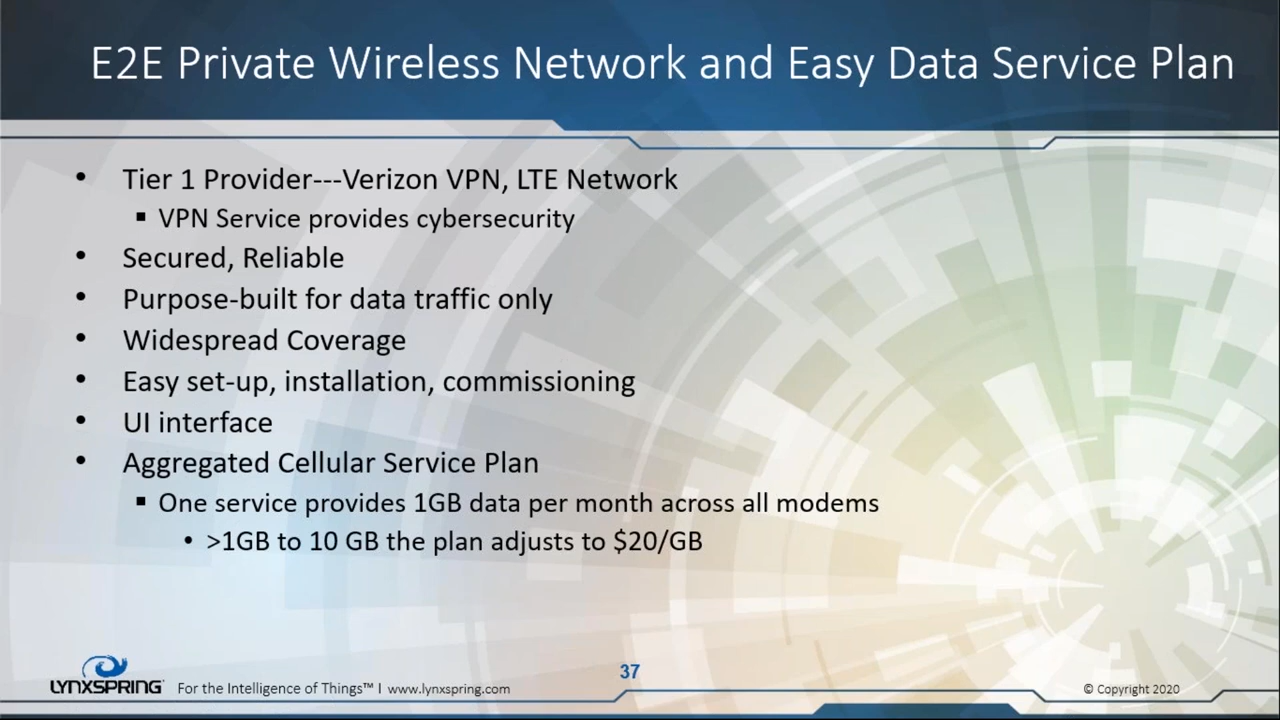 E2E Private Wireless Network and Easy Data Service Plan
• Tier 1 Provider---Verizon VPN, LTE Network
▪ VPN Service provides cybersecurity
• Secured, Reliable
• Purpose-built for data traffic only
• Widespread Coverage
• Easy set-up, installation, commissioning
• UI interface
• Aggregated Cellular Service Plan
▪ One service provides 1GB data per month across all modems
• >1GB to 10 GB the plan adjusts to $20/GB
37
LYNXSPRING For the Intelligence of Things™ | www.lynxspring.com
© Copyright 2020